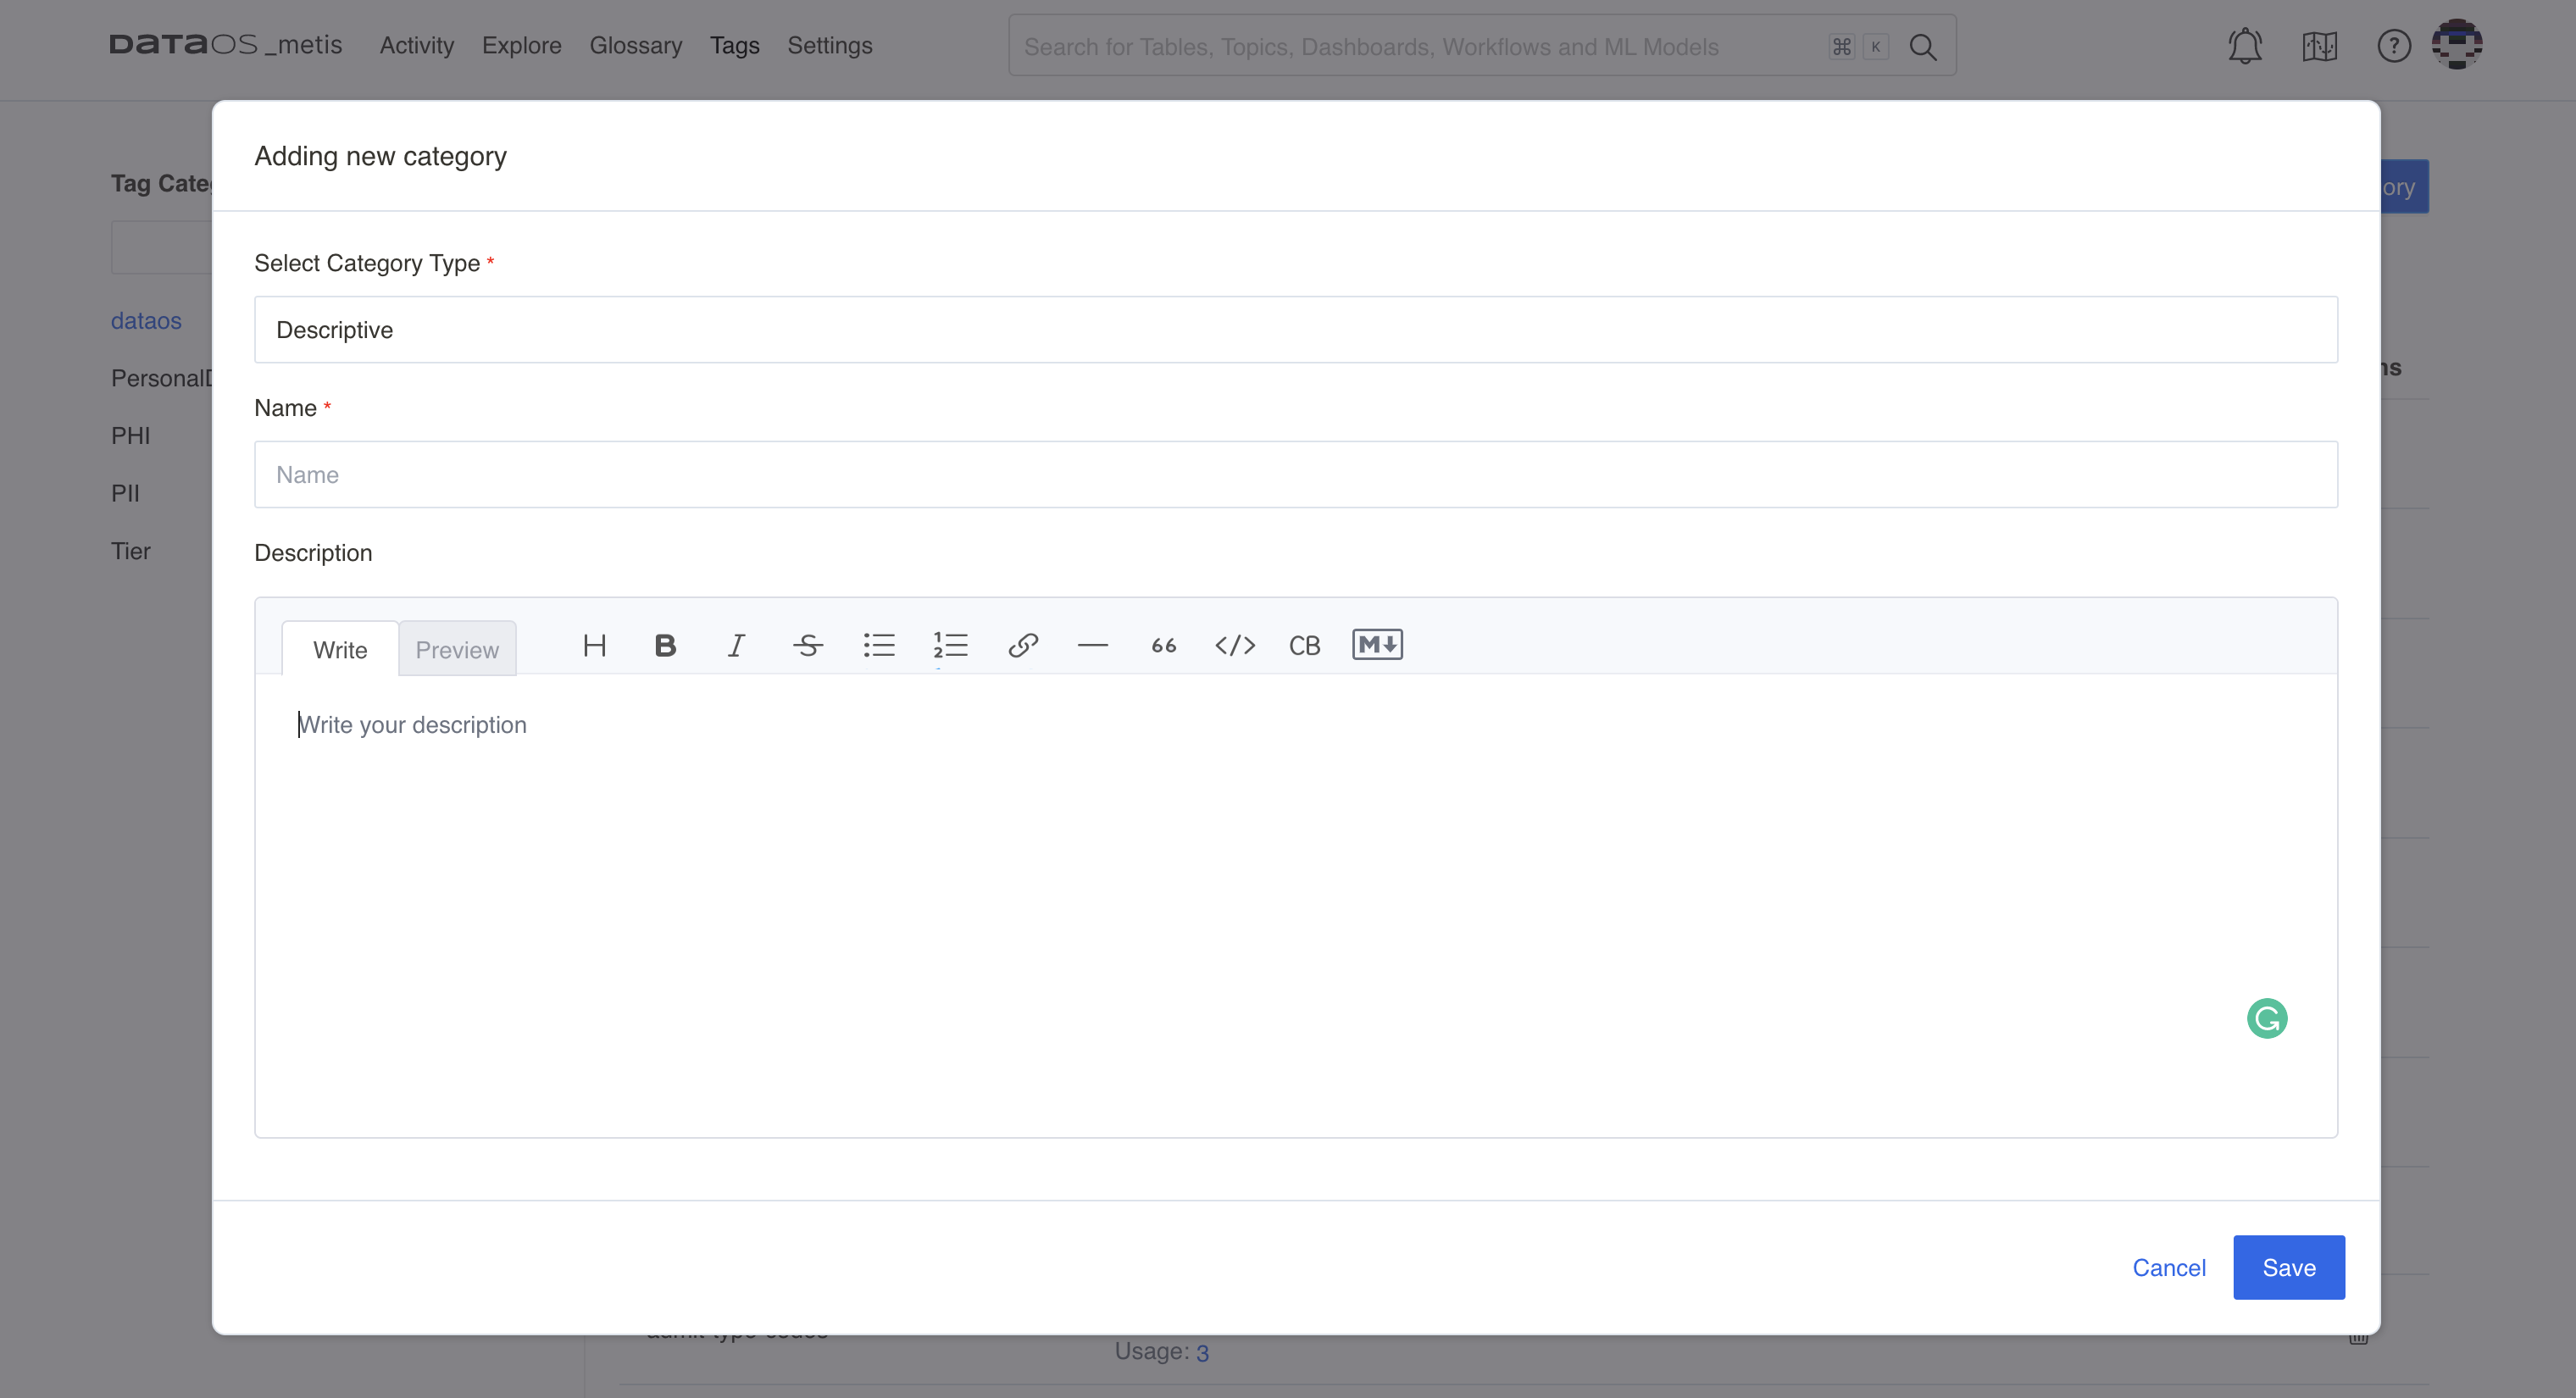 DATAOS _metis Activity Explore Glossary Tags Settings
Search for Tables, Topics, Dashboards, Workflows and ML Models ⌘ K
Adding new category
Tag Cate
ory
Select Category Type *
Descriptive
dataos
PersonalD
ns
Name *
Name
PHI
PII
Tier
Description
Write Preview H B I S 1 2 66 </> CB M↓
Write your description
Cancel Save
Usage: 3